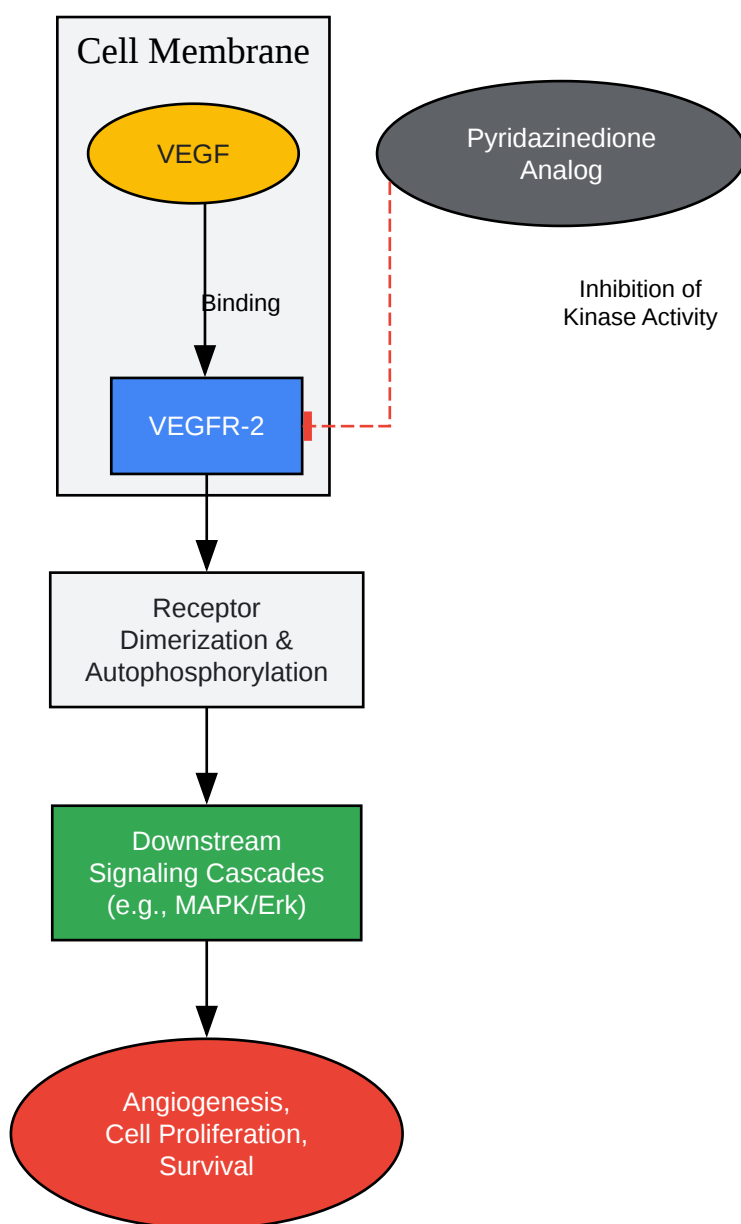 Cell Membrane
VEGF
Pyridazinedione
Analog
Binding
Inhibition of
Kinase Activity
VEGFR-2
Receptor
Dimerization &
Autophosphorylation
Downstream
Signaling Cascades
(e.g., MAPK/Erk)
Angiogenesis,
Cell Proliferation,
Survival